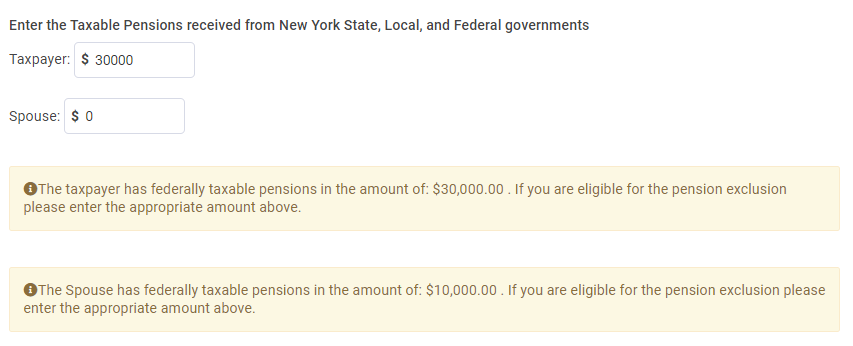 Enter the Taxable Pensions received from New York State, Local, and Federal governments
Taxpayer: $ 30000
Spouse: $ 0
The taxpayer has federally taxable pensions in the amount of: $30,000.00 . If you are eligible for the pension exclusion
please enter the appropriate amount above.
The Spouse has federally taxable pensions in the amount of: $10,000.00 . If you are eligible for the pension exclusion please
enter the appropriate amount above.